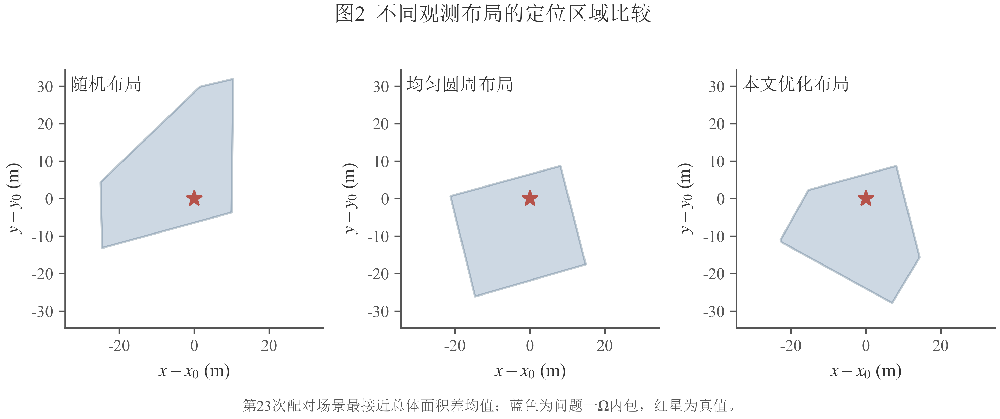 图2 不同观测布局的定位区域比较
随机布局
30
20
10
0
-10
-20
-30
y − y0 (m)
-20 0 20
x − x0 (m)
均匀圆周布局
30
20
10
0
-10
-20
-30
y − y0 (m)
-20 0 20
x − x0 (m)
本文优化布局
30
20
10
0
-10
-20
-30
y − y0 (m)
-20 0 20
x − x0 (m)
第23次配对场景最接近总体面积差均值；蓝色为问题一Ω内包，红星为真值。